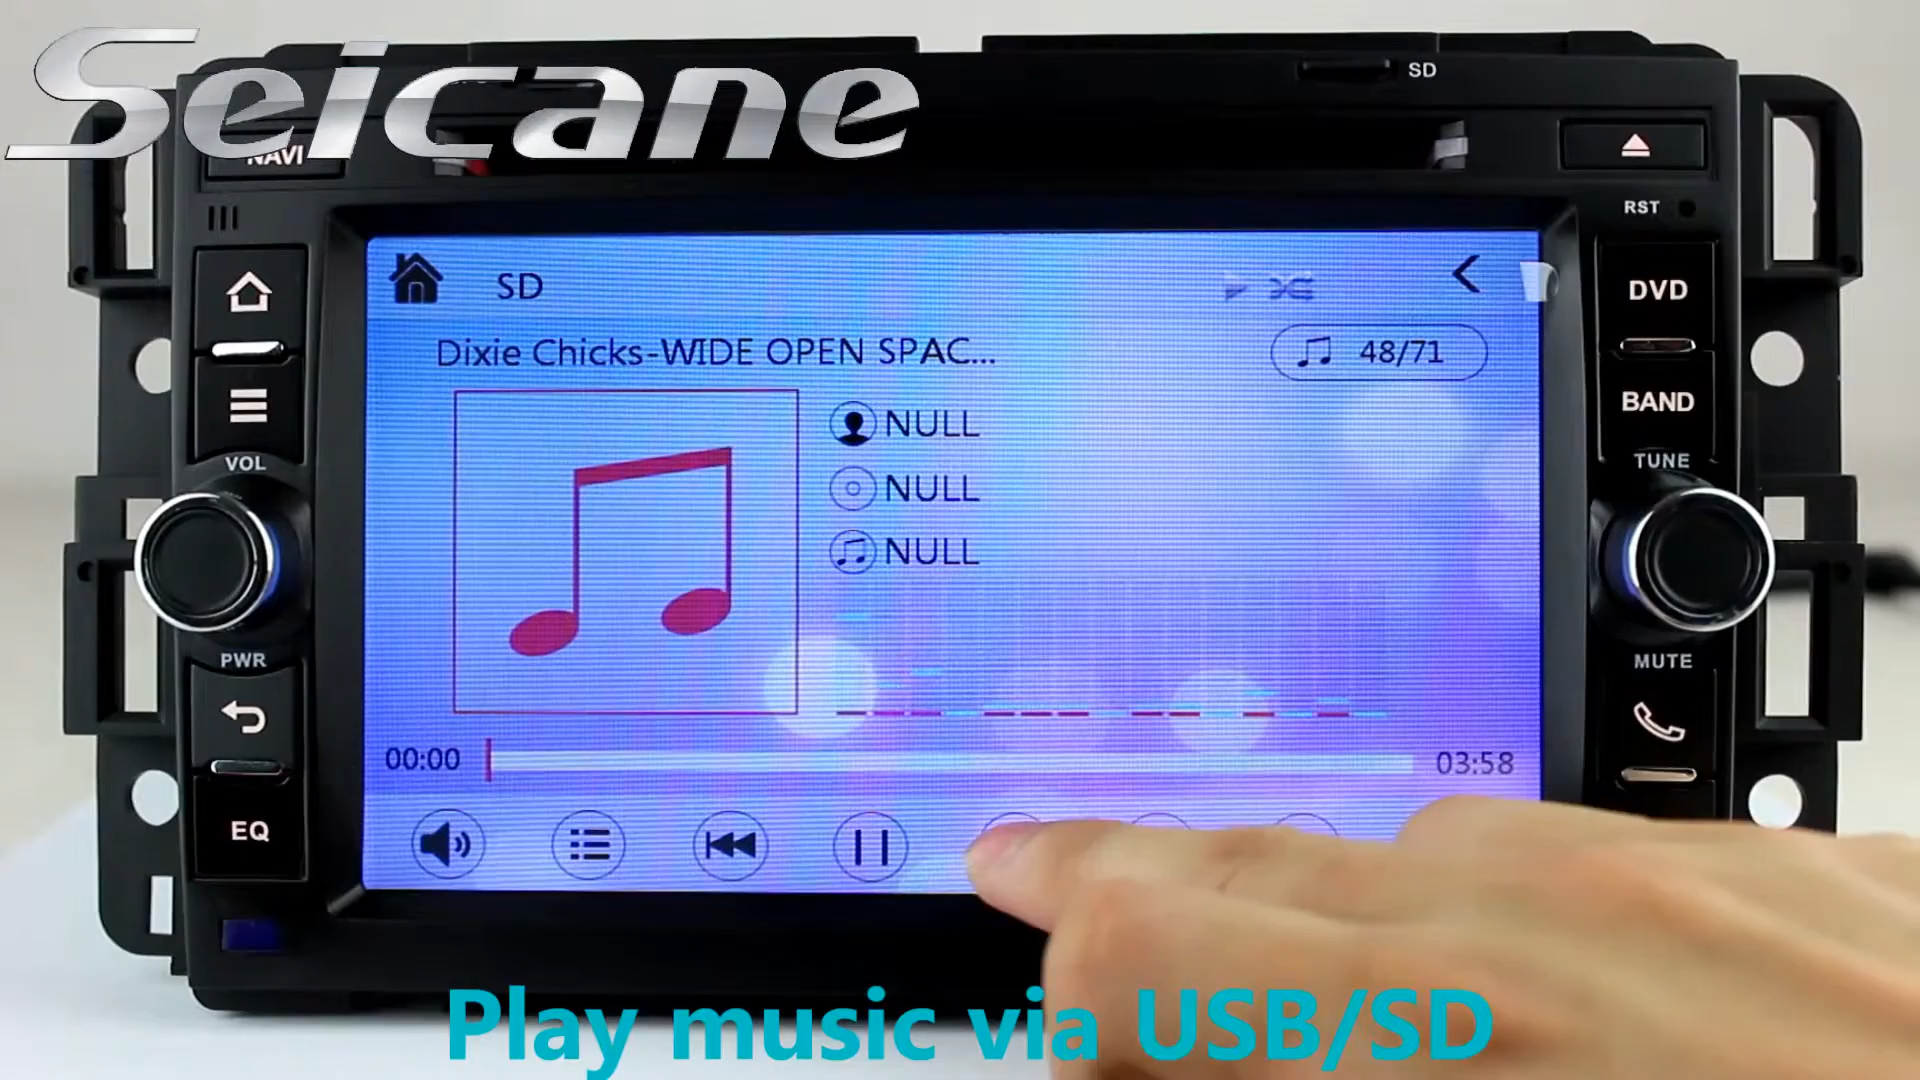 Seicane
SD
NAVI
RST
SD
DVD
Dixie Chicks-WIDE OPEN SPAC...
48/71
BAND
NULL
VOL
TUNE
NULL
NULL
PWR
MUTE
00:00
03:58
EQ
Play music via USB/SD